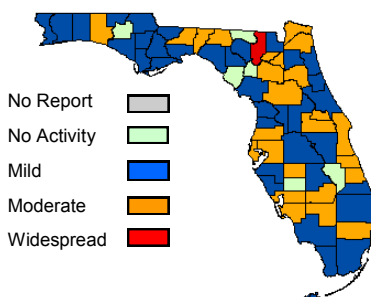 No Report
No Activity
Mild
Moderate
Widespread